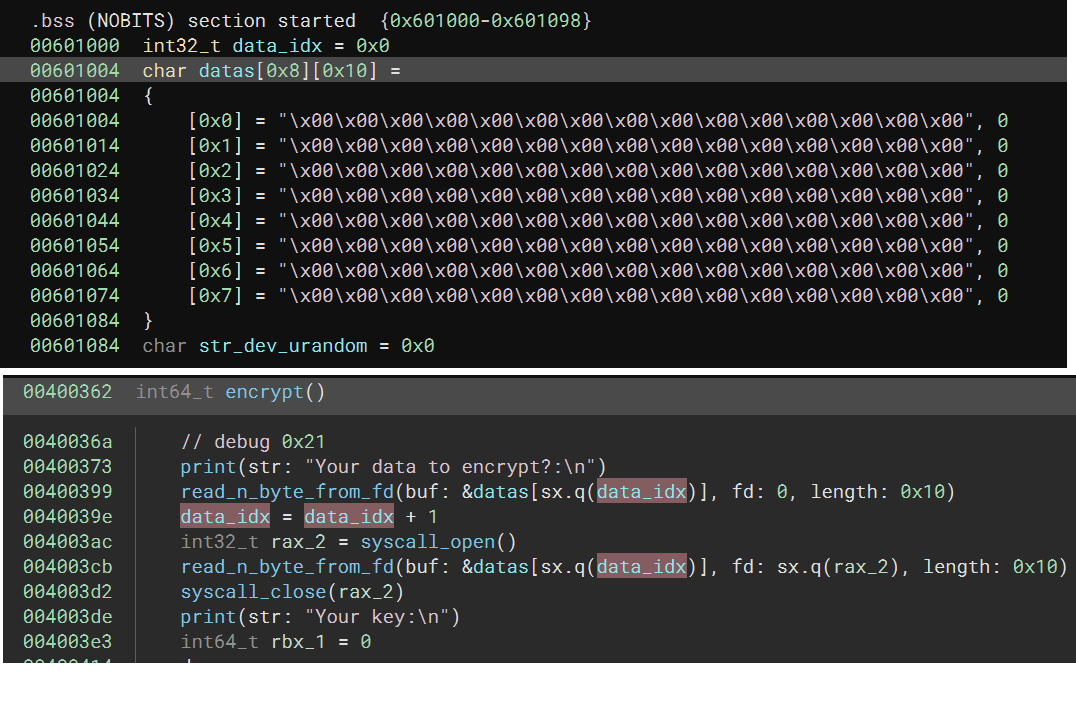 .bss (NOBITS) section started  {0x601000-0x601098}
00601000  int32_t data_idx = 0x0
00601004  char datas[0x8][0x10] =
00601004  {
00601004      [0x0] = "\x00\x00\x00\x00\x00\x00\x00\x00\x00\x00\x00\x00\x00\x00\x00", 0
00601014      [0x1] = "\x00\x00\x00\x00\x00\x00\x00\x00\x00\x00\x00\x00\x00\x00\x00", 0
00601024      [0x2] = "\x00\x00\x00\x00\x00\x00\x00\x00\x00\x00\x00\x00\x00\x00\x00", 0
00601034      [0x3] = "\x00\x00\x00\x00\x00\x00\x00\x00\x00\x00\x00\x00\x00\x00\x00", 0
00601044      [0x4] = "\x00\x00\x00\x00\x00\x00\x00\x00\x00\x00\x00\x00\x00\x00\x00", 0
00601054      [0x5] = "\x00\x00\x00\x00\x00\x00\x00\x00\x00\x00\x00\x00\x00\x00\x00", 0
00601064      [0x6] = "\x00\x00\x00\x00\x00\x00\x00\x00\x00\x00\x00\x00\x00\x00\x00", 0
00601074      [0x7] = "\x00\x00\x00\x00\x00\x00\x00\x00\x00\x00\x00\x00\x00\x00\x00", 0
00601084  }
00601084  char str_dev_urandom = 0x0
00400362  int64_t encrypt()
0040036a      // debug 0x21
00400373      print(str: "Your data to encrypt?:\n")
00400399      read_n_byte_from_fd(buf: &datas[sx.q(data_idx)], fd: 0, length: 0x10)
0040039e      data_idx = data_idx + 1
004003ac      int32_t rax_2 = syscall_open()
004003cb      read_n_byte_from_fd(buf: &datas[sx.q(data_idx)], fd: sx.q(rax_2), length: 0x10)
004003d2      syscall_close(rax_2)
004003de      print(str: "Your key:\n")
004003e3      int64_t rbx_1 = 0